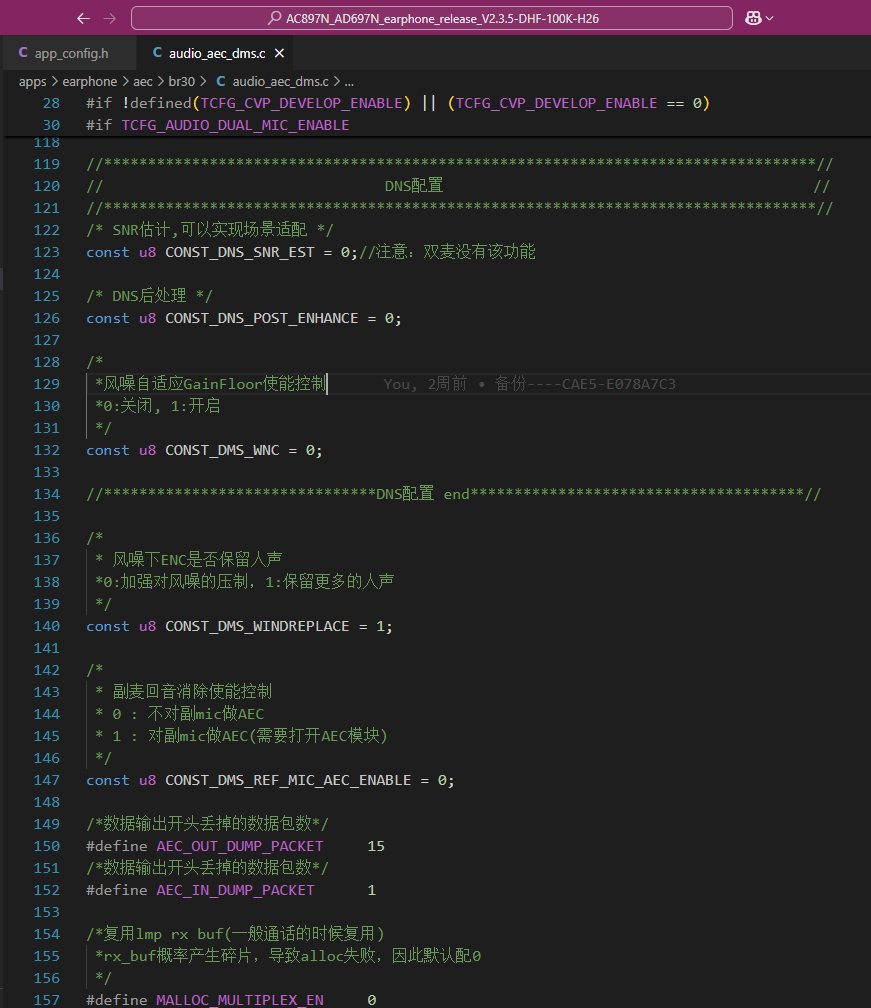 AC897N_AD697N_earphone_release_V2.3.5-DHF-100K-H26
C app_config.h
C audio_aec_dms.c
apps > earphone > aec > br30 > C audio_aec_dms.c > ...
28 #if !defined(TCFG_CVP_DEVELOP_ENABLE) || (TCFG_CVP_DEVELOP_ENABLE == 0)
30 #if TCFG_AUDIO_DUAL_MIC_ENABLE
118
119 //*********************************************************************************//
120 // DNS配置 //
121 //*********************************************************************************//
122 /* SNR估计,可以实现场景适配 */
123 const u8 CONST_DNS_SNR_EST = 0;//注意：双麦没有该功能
124
125 /* DNS后处理 */
126 const u8 CONST_DNS_POST_ENHANCE = 0;
127
128 /*
129 *风噪自适应GainFloor使能控制 You, 2周前 • 备份----CAE5-E078A7C3
130 *0:关闭, 1:开启
131 */
132 const u8 CONST_DMS_WNC = 0;
133
134 //*******************************DNS配置 end**************************************//
135
136 /*
137 * 风噪下ENC是否保留人声
138 *0:加强对风噪的压制，1:保留更多的人声
139 */
140 const u8 CONST_DMS_WINDREPLACE = 1;
141
142 /*
143 * 副麦回音消除使能控制
144 * 0 : 不对副mic做AEC
145 * 1 : 对副mic做AEC(需要打开AEC模块)
146 */
147 const u8 CONST_DMS_REF_MIC_AEC_ENABLE = 0;
148
149 /*数据输出开头丢掉的数据包数*/
150 #define AEC_OUT_DUMP_PACKET 15
151 /*数据输出开头丢掉的数据包数*/
152 #define AEC_IN_DUMP_PACKET 1
153
154 /*复用lmp rx buf(一般通话的时候复用)
155 *rx_buf概率产生碎片，导致alloc失败，因此默认配0
156 */
157 #define MALLOC_MULTIPLEX_EN 0